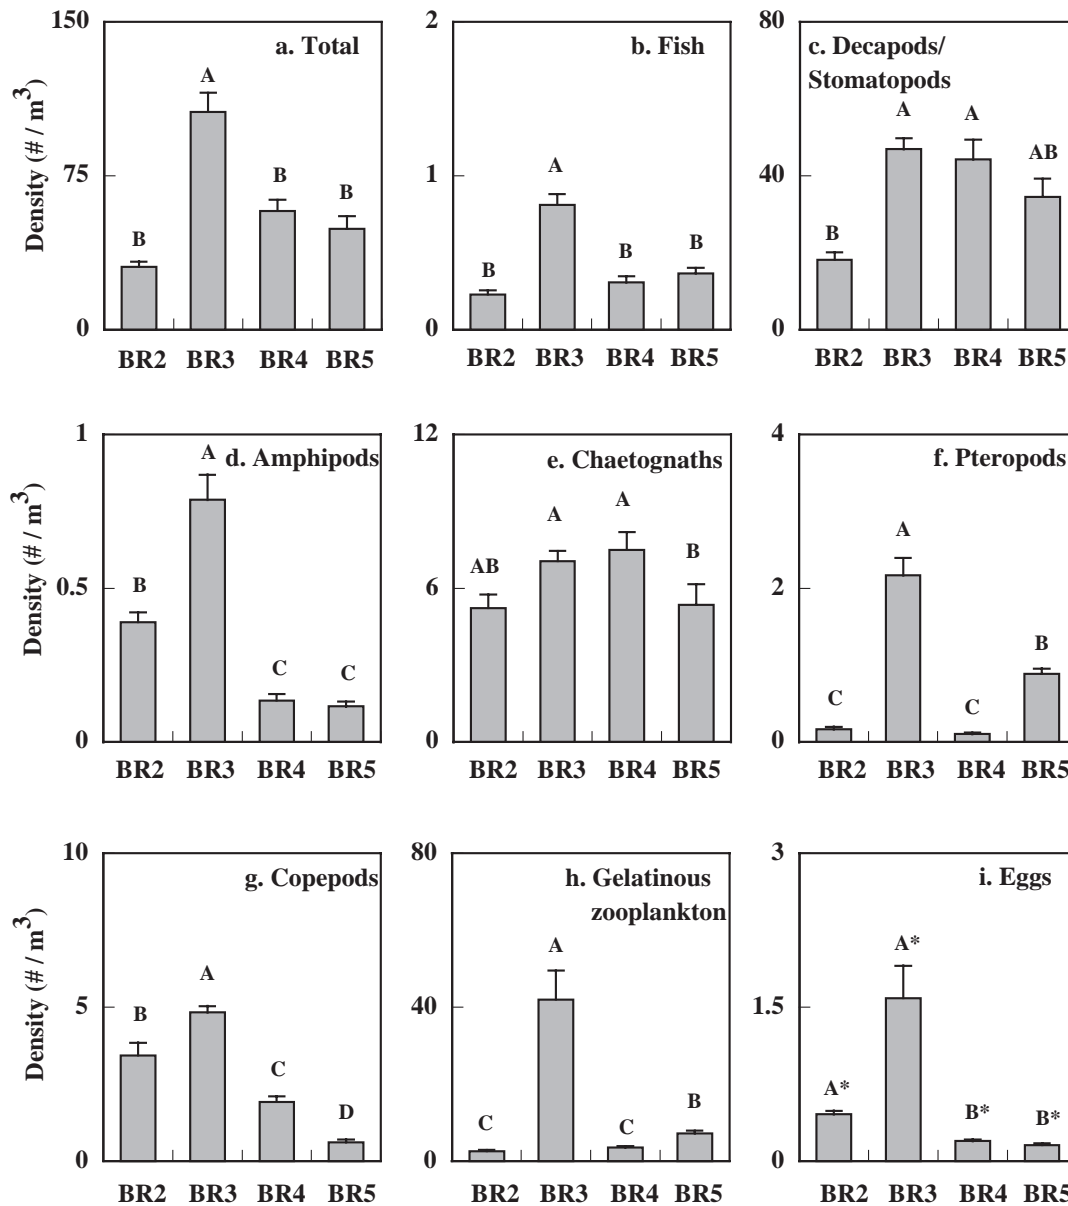 150
a. Total
A
Density (# / m3)
75
B
B
B
0
BR2 BR3 BR4 BR5
2
b. Fish
1
A
B
B
B
0
BR2 BR3 BR4 BR5
80
c. Decapods/
Stomatopods
A
A
AB
40
B
0
BR2 BR3 BR4 BR5
1
d. Amphipods
A
Density (# / m3)
0.5
B
C
C
0
BR2 BR3 BR4 BR5
12
e. Chaetognaths
A
A
AB
B
6
0
BR2 BR3 BR4 BR5
4
f. Pteropods
A
2
B
C
C
0
BR2 BR3 BR4 BR5
10
g. Copepods
A
Density (# / m3)
5
B
C
D
0
BR2 BR3 BR4 BR5
80
h. Gelatinous
zooplankton
A
40
C
C
B
0
BR2 BR3 BR4 BR5
3
i. Eggs
A*
1.5
A*
B*
B*
0
BR2 BR3 BR4 BR5